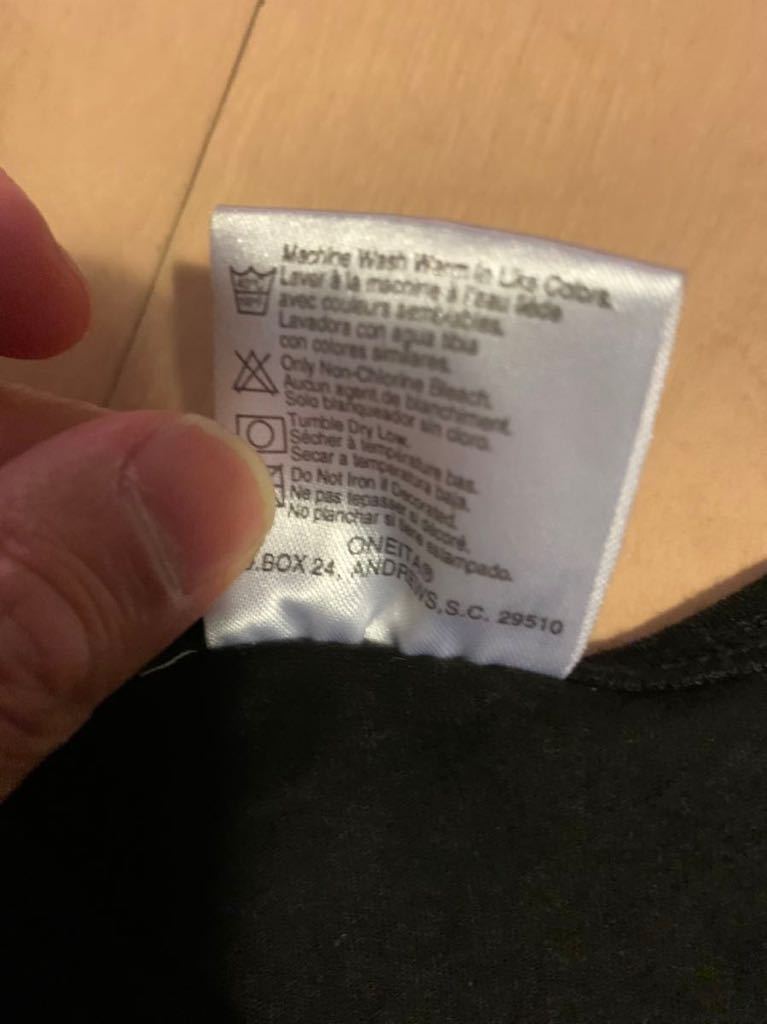 Machine Wash Warm In Like Colors.
Laver à la machine à l'eau tiède
avec couleurs semblables.
Lavadora con agua tibia
con colores similares.
Only Non-Chlorine Bleach.
Aucun agent de blanchiment.
Solo blanqueador sin cloro.
Tumble Dry Low.
Sécher à température bas.
Secar a temperatura baja.
Do Not Iron if Decorated.
Ne pas repasser si décoré.
No planchar si tiene estampado.
ONEITA®
.BOX 24, ANDREWS, S.C. 29510